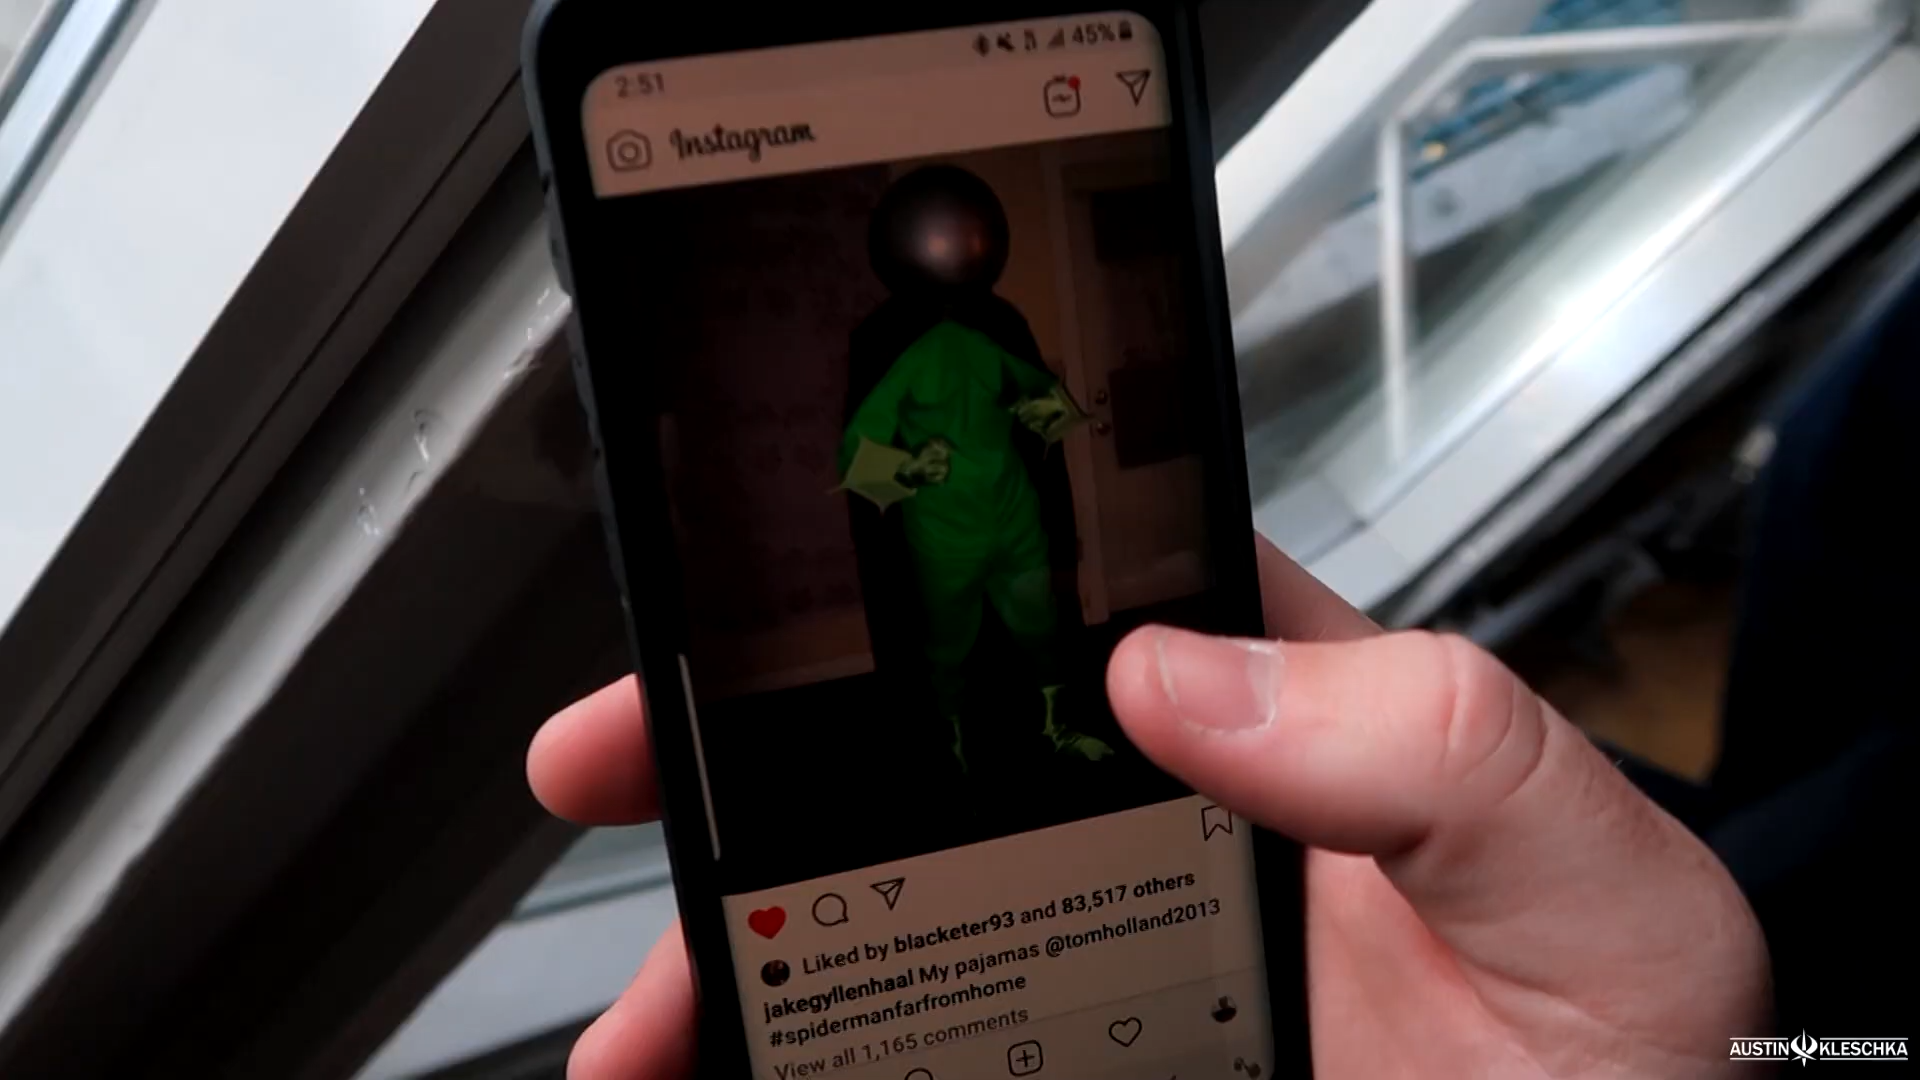 2:51
45%
Instagram
Liked by blacketer93 and 83,517 others
jakegyllenhaal My pajamas @tomholland2013
#spidermanfarfromhome
View all 1,165 comments
AUSTIN KLESCHKA